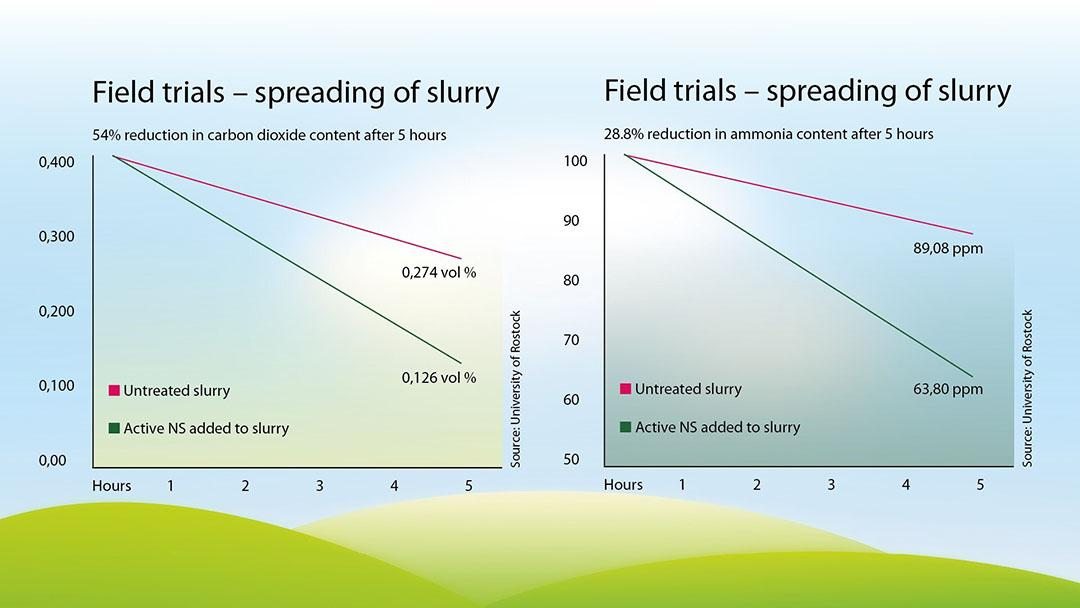 Field trials – spreading of slurry
54% reduction in carbon dioxide content after 5 hours
0,400
0,300
0,200
0,100
0,00
0,274 vol %
0,126 vol %
Untreated slurry
Active NS added to slurry
Hours 1 2 3 4 5
Source: University of Rostock
Field trials – spreading of slurry
28.8% reduction in ammonia content after 5 hours
100
90
80
70
60
50
89,08 ppm
63,80 ppm
Untreated slurry
Active NS added to slurry
Hours 1 2 3 4 5
Source: University of Rostock